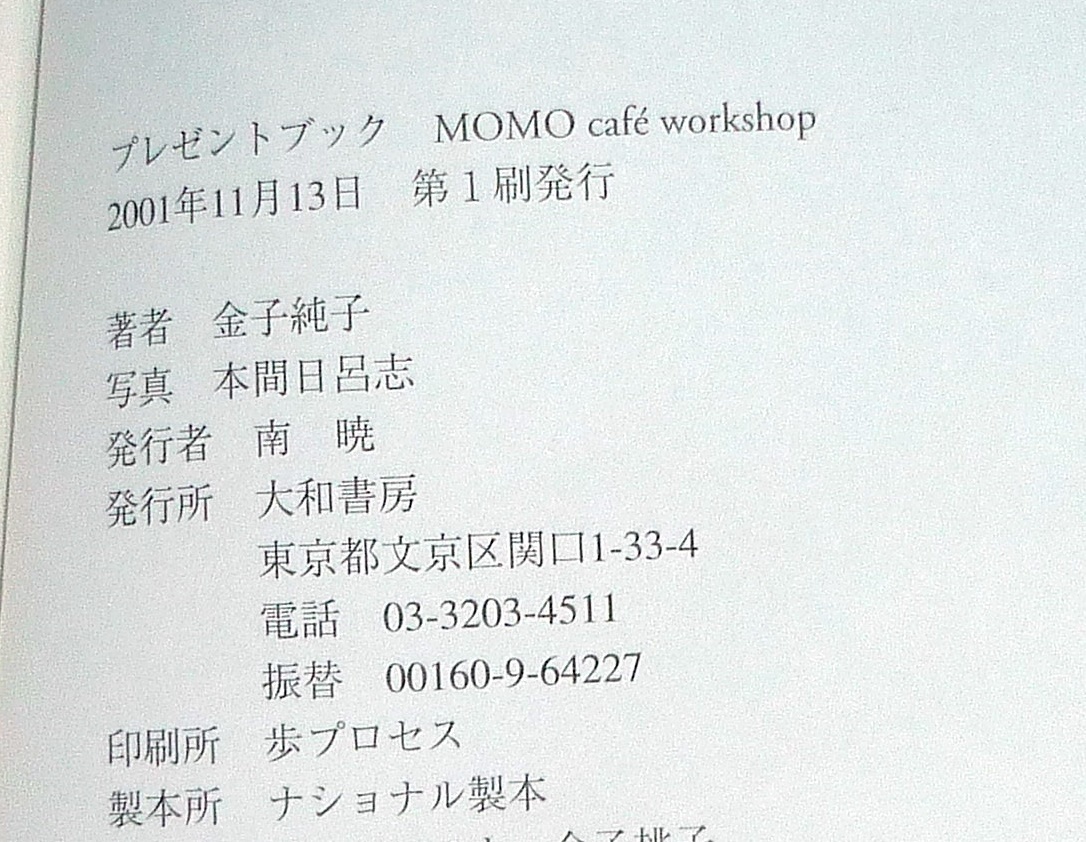 プレゼントブック　MOMO café workshop
2001年11月13日　第1刷発行
著者　金子純子
写真　本間日呂志
発行者　南　暁
発行所　大和書房
東京都文京区関口1-33-4
電話　03-3203-4511
振替　00160-9-64227
印刷所　歩プロセス
製本所　ナショナル製本